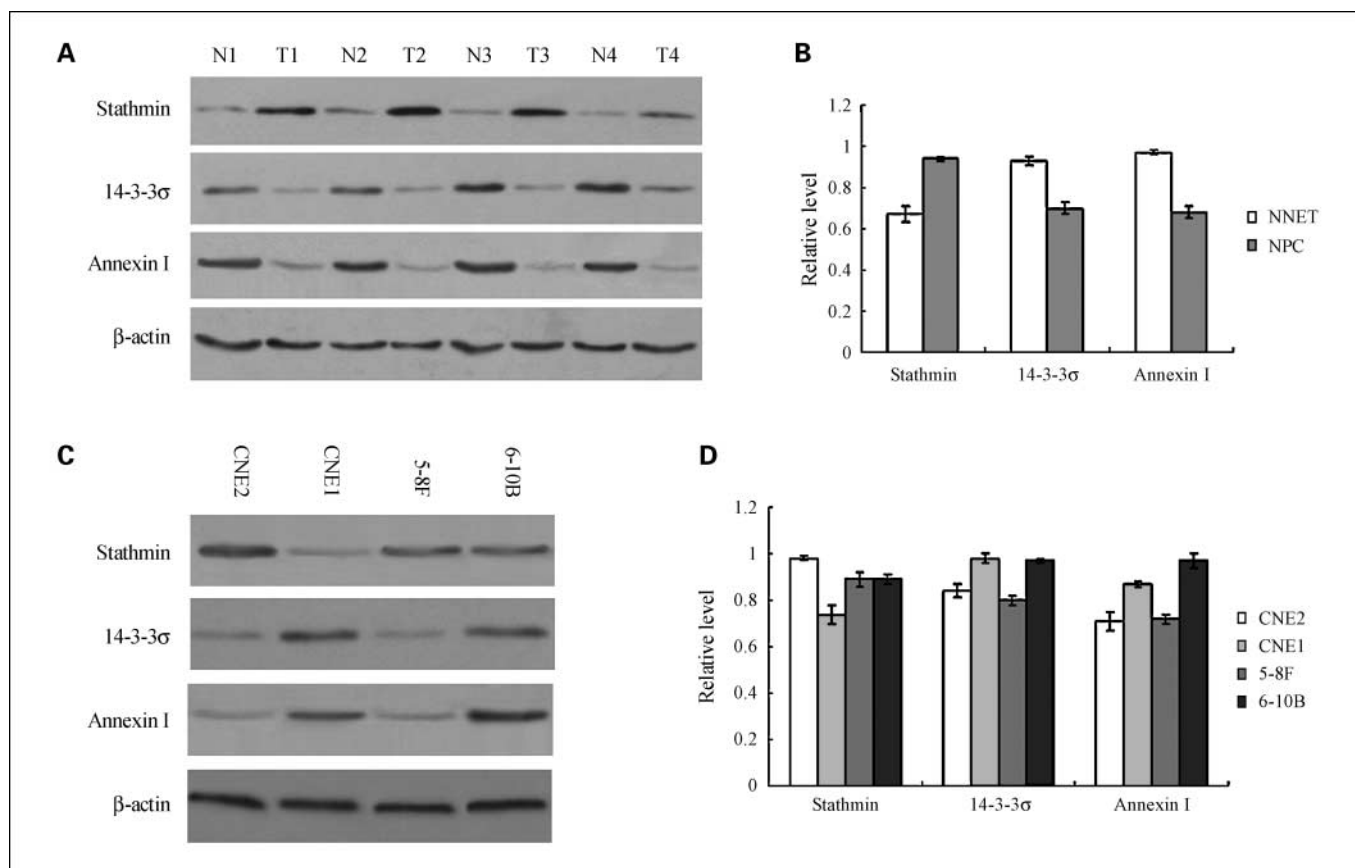 A
N1 T1 N2 T2 N3 T3 N4 T4
Stathmin
14-3-3σ
Annexin I
β-actin
B
Relative level
1.2
1
0.8
0.6
0.4
0.2
0
Stathmin 14-3-3σ Annexin I
NNET
NPC
C
CNE2 CNE1 5-8F 6-10B
Stathmin
14-3-3σ
Annexin I
β-actin
D
Relative level
1.2
1
0.8
0.6
0.4
0.2
0
Stathmin 14-3-3σ Annexin I
CNE2
CNE1
5-8F
6-10B